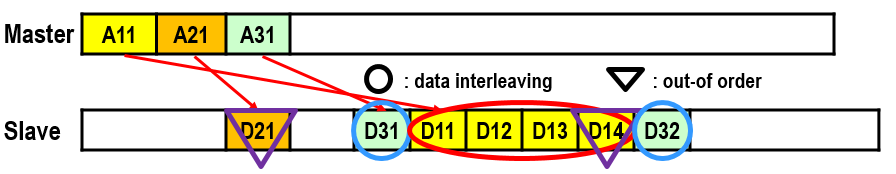 Master A11 A21 A31
: data interleaving : out-of order
Slave D21 D31 D11 D12 D13 D14 D32